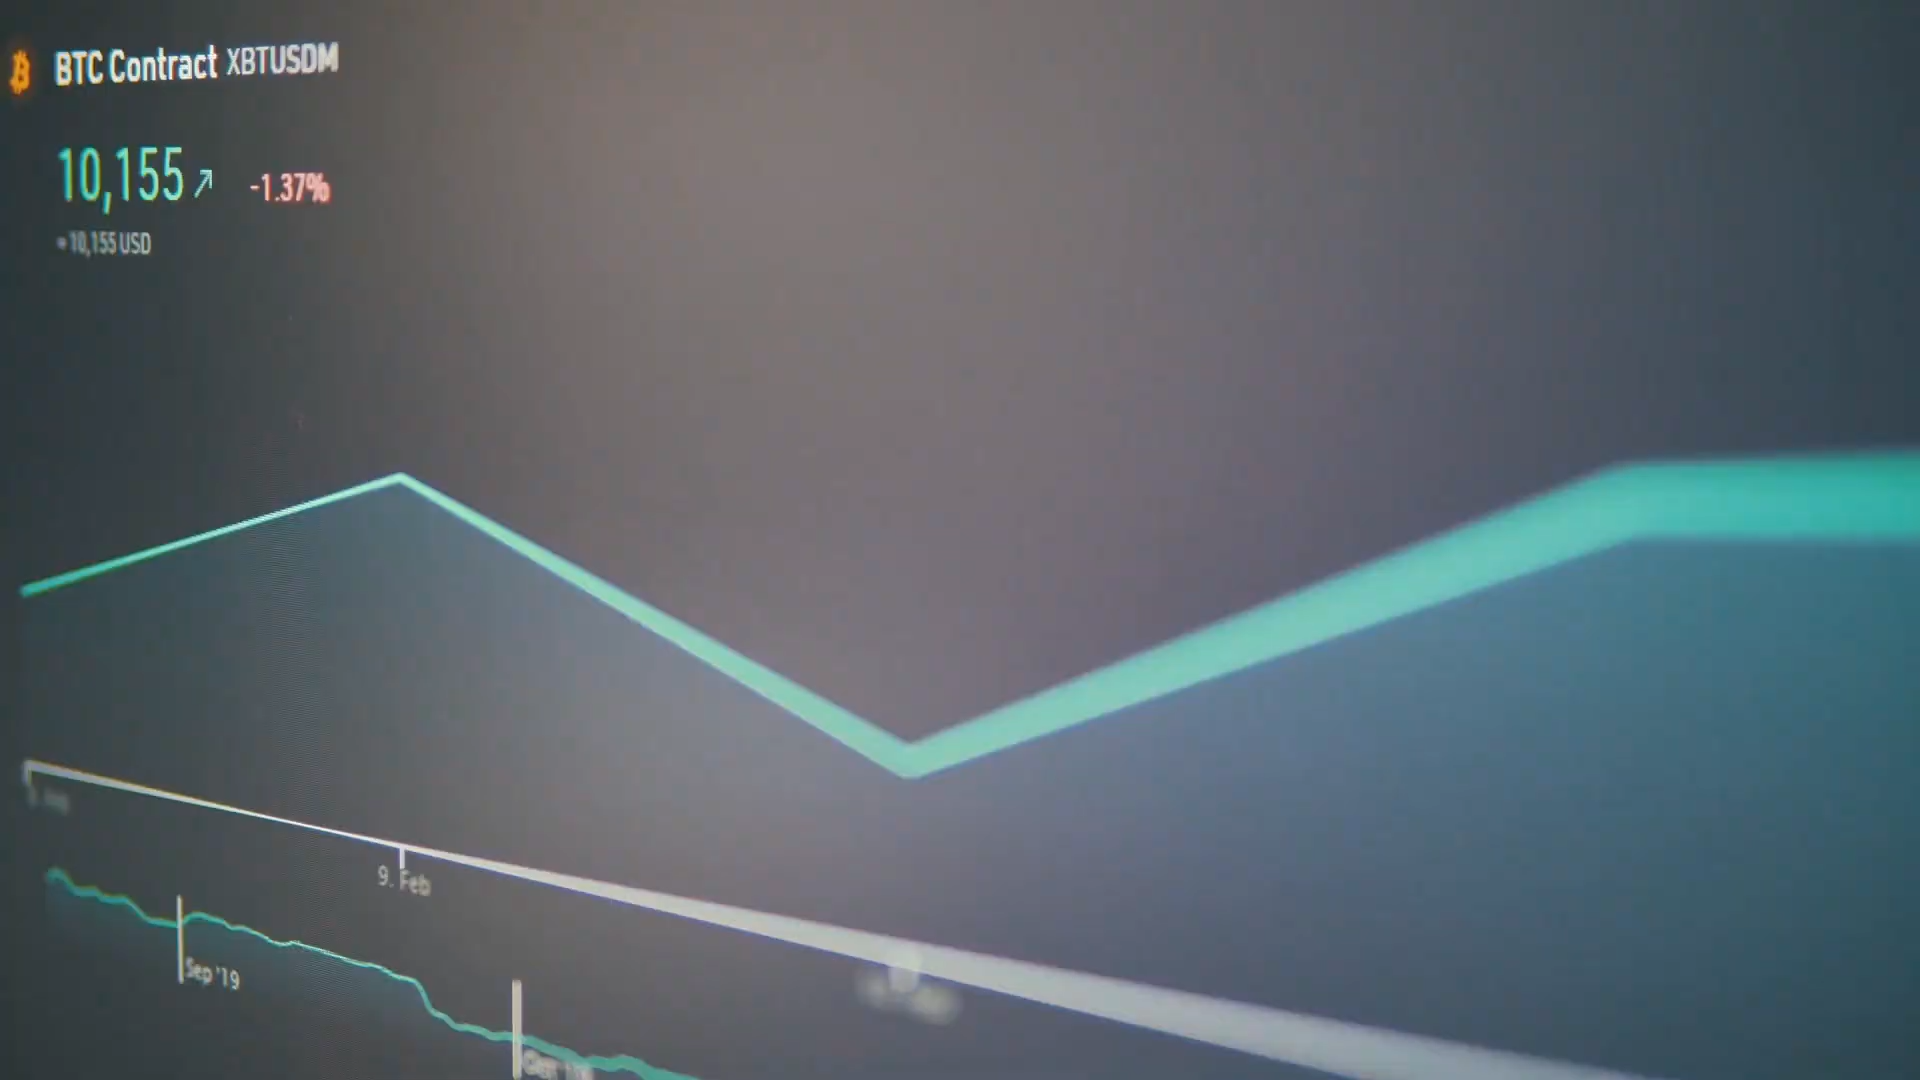 BTC Contract XBTUSDM
10,155 -1.37%
≈ 10,155 USD
9. Feb
Sep '19